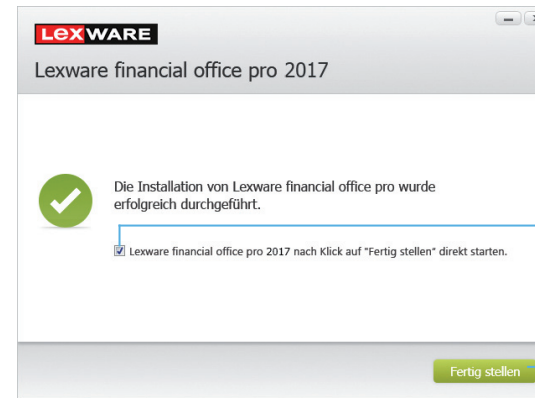 LEXWARE
Lexware financial office pro 2017
Die Installation von Lexware financial office pro wurde
erfolgreich durchgeführt.
Lexware financial office pro 2017 nach Klick auf "Fertig stellen" direkt starten.
Fertig stellen